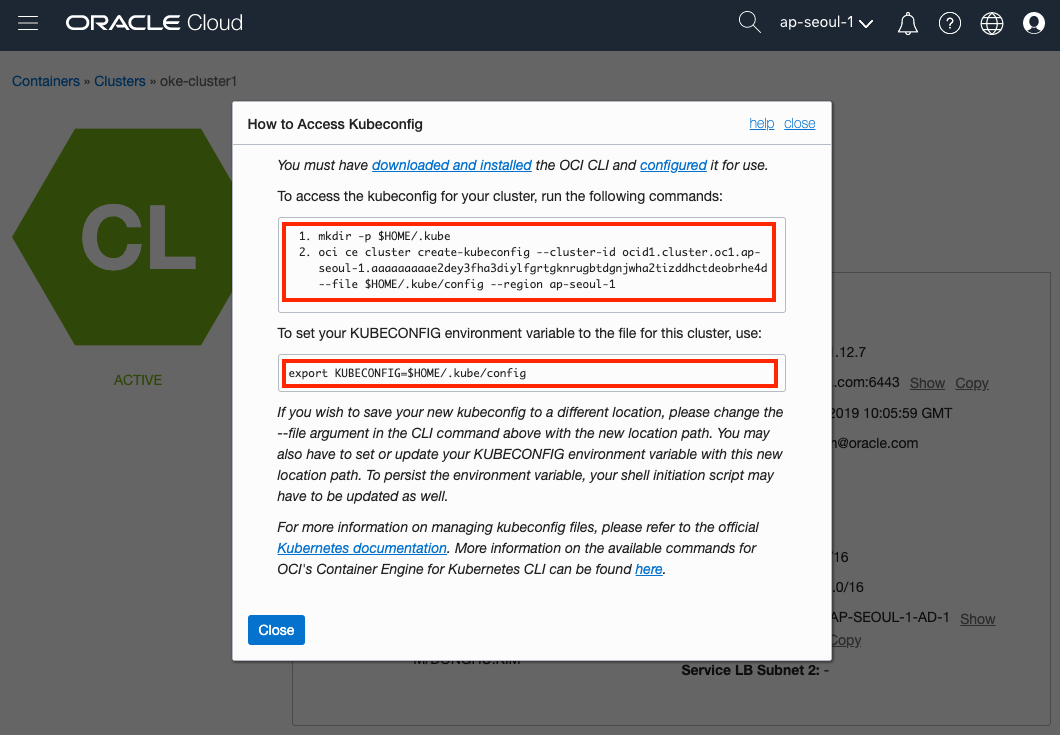 ORACLE Cloud
ap-seoul-1
Containers » Clusters » oke-cluster1
CL
ACTIVE
How to Access Kubeconfig
help close
You must have downloaded and installed the OCI CLI and configured it for use.
To access the kubeconfig for your cluster, run the following commands:
1. mkdir -p $HOME/.kube
2. oci ce cluster create-kubeconfig --cluster-id ocid1.cluster.oc1.ap-
seoul-1.aaaaaaaaae2dey3fha3diylfgrtgknrugbtdgnjwha2tizddhctdeobrhe4d
--file $HOME/.kube/config --region ap-seoul-1
To set your KUBECONFIG environment variable to the file for this cluster, use:
export KUBECONFIG=$HOME/.kube/config
If you wish to save your new kubeconfig to a different location, please change the
--file argument in the CLI command above with the new location path. You may
also have to set or update your KUBECONFIG environment variable with this new
location path. To persist the environment variable, your shell initiation script may
have to be updated as well.
For more information on managing kubeconfig files, please refer to the official
Kubernetes documentation. More information on the available commands for
OCI's Container Engine for Kubernetes CLI can be found here.
Close
.12.7
.com:6443 Show Copy
2019 10:05:59 GMT
@oracle.com
/16
.0/16
AP-SEOUL-1-AD-1 Show
Copy
Service LB Subnet 2: -